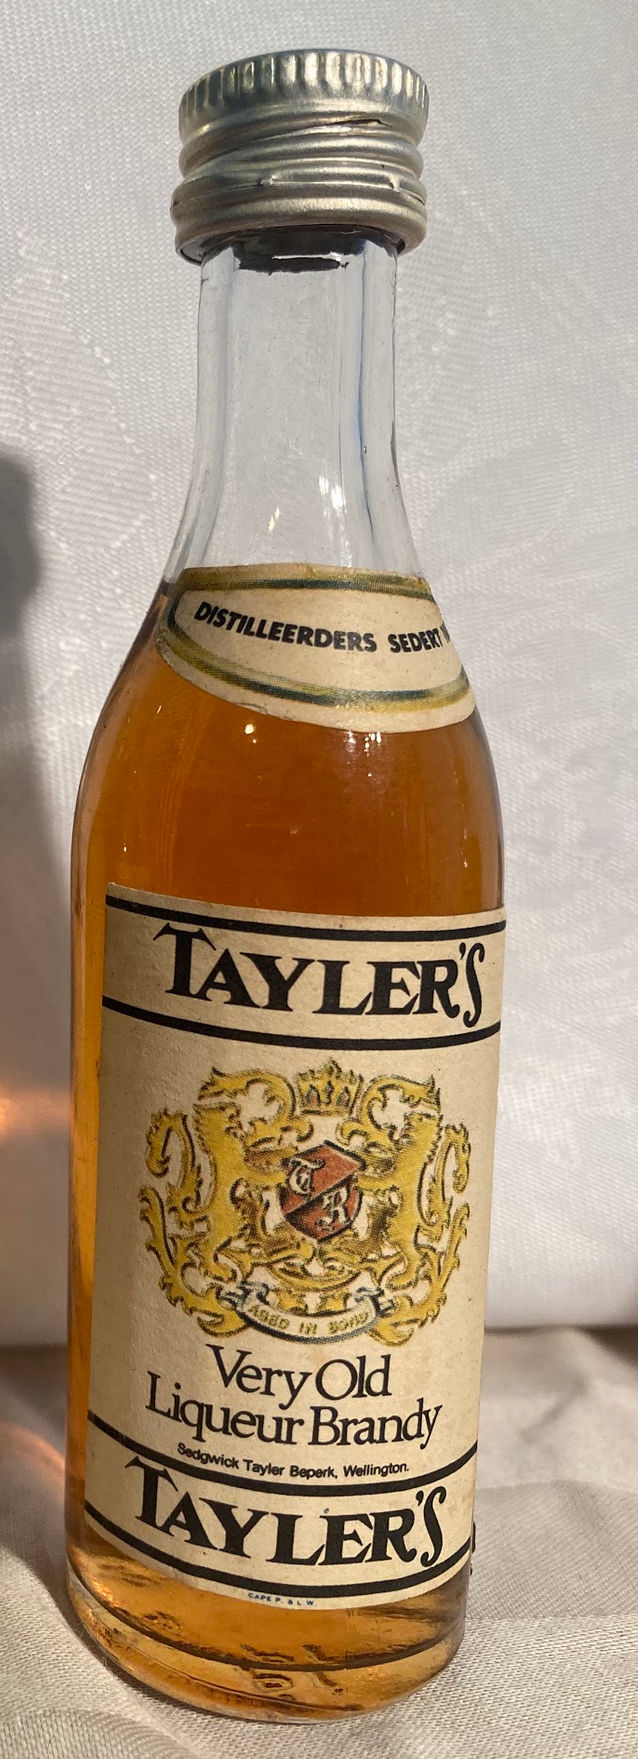 DISTILLEERDERS SEDERT
TAYLER'S
T
R
AGED IN BOND
Very Old
Liqueur Brandy
Sedgwick Tayler Beperk, Wellington.
TAYLER'S
CAPE P. & L. W